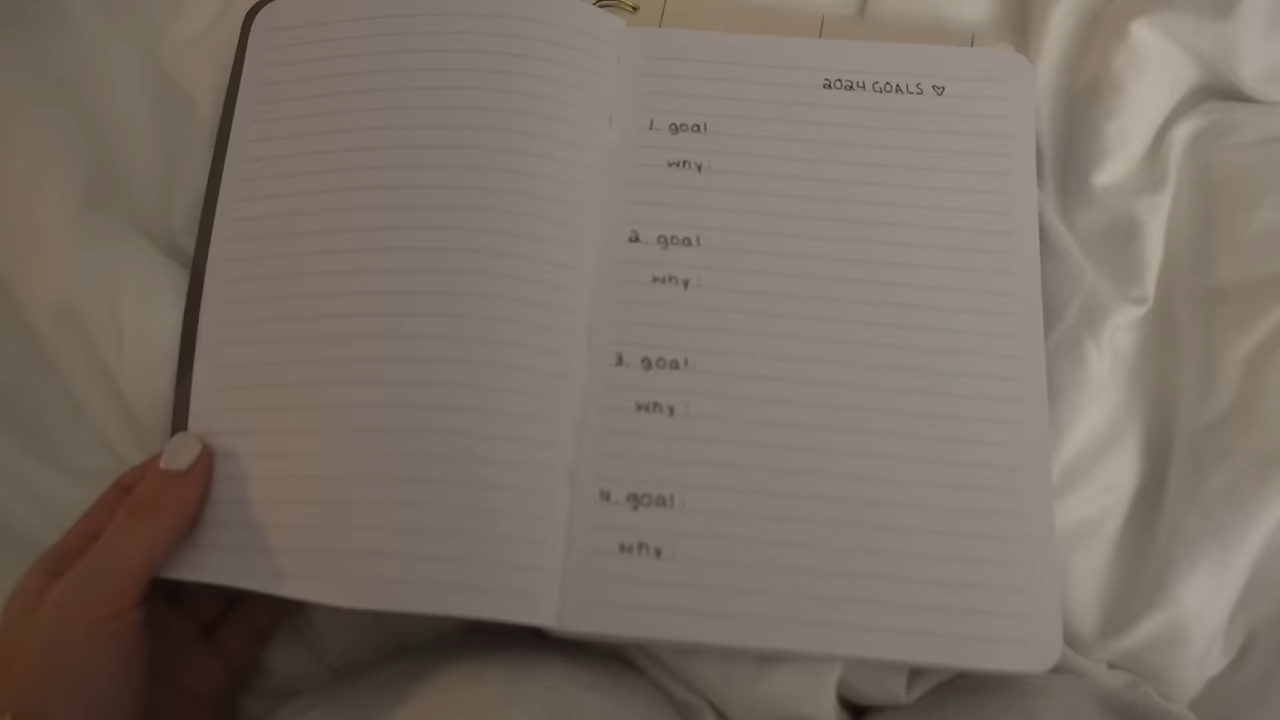 2024 GOALS ♡
1. goal
why:
2. goal
why:
3. goal:
why:
4. goal:
why: